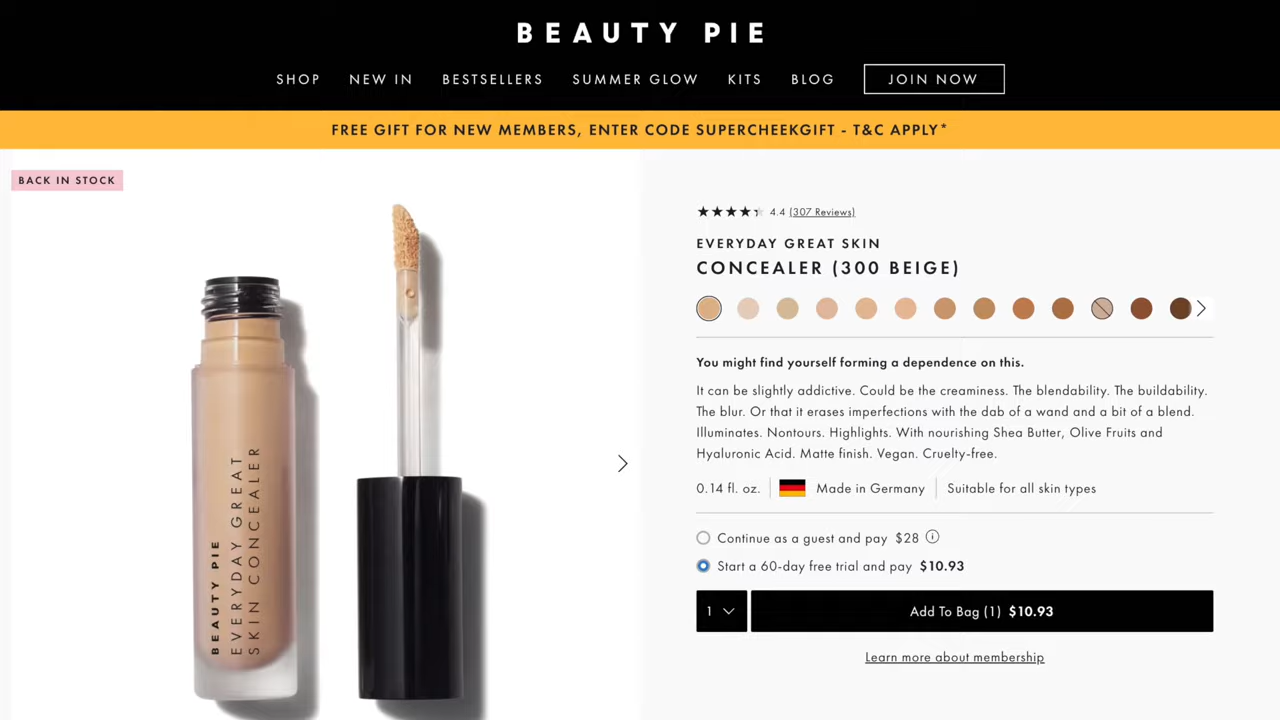 BEAUTY PIE
SHOP
NEW IN
BESTSELLERS
SUMMER GLOW
KITS
BLOG
JOIN NOW
FREE GIFT FOR NEW MEMBERS, ENTER CODE SUPERCHEEKGIFT - T&C APPLY*
BACK IN STOCK
BEAUTY PIE
EVERYDAY GREAT
SKIN CONCEALER
4.4 (307 Reviews)
EVERYDAY GREAT SKIN
CONCEALER (300 BEIGE)
You might find yourself forming a dependence on this.
It can be slightly addictive. Could be the creaminess. The blendability. The buildability.
The blur. Or that it erases imperfections with the dab of a wand and a bit of a blend.
Illuminates. Nontours. Highlights. With nourishing Shea Butter, Olive Fruits and
Hyaluronic Acid. Matte finish. Vegan. Cruelty-free.
0.14 fl. oz.
Made in Germany
Suitable for all skin types
Continue as a guest and pay $28
Start a 60-day free trial and pay $10.93
1
Add To Bag (1) $10.93
Learn more about membership